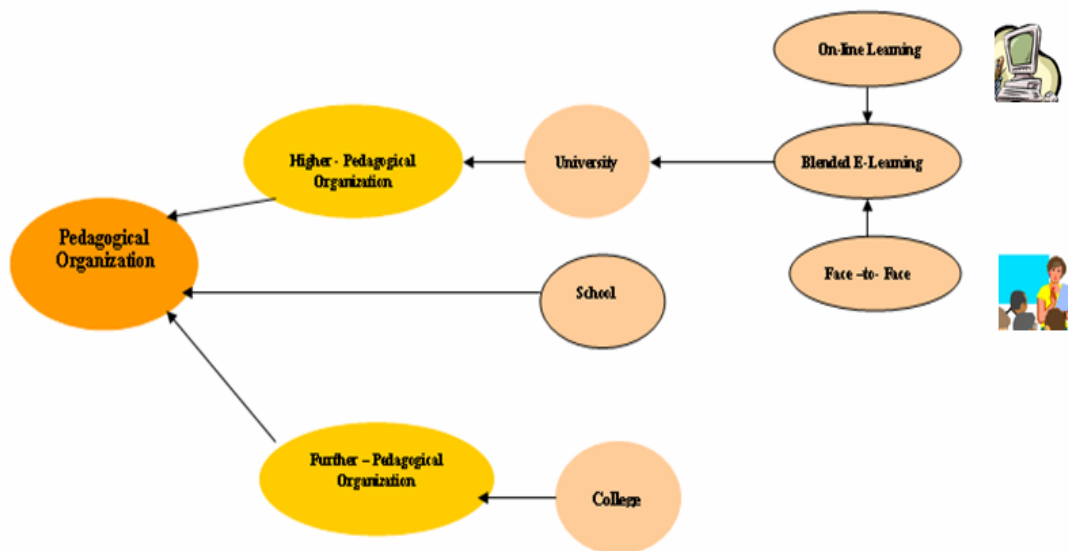 On-line Learning
Higher - Pedagogical
Organization
University
Blended E-Learning
Pedagogical
Organization
School
Face –to- Face
Further – Pedagogical
Organization
College